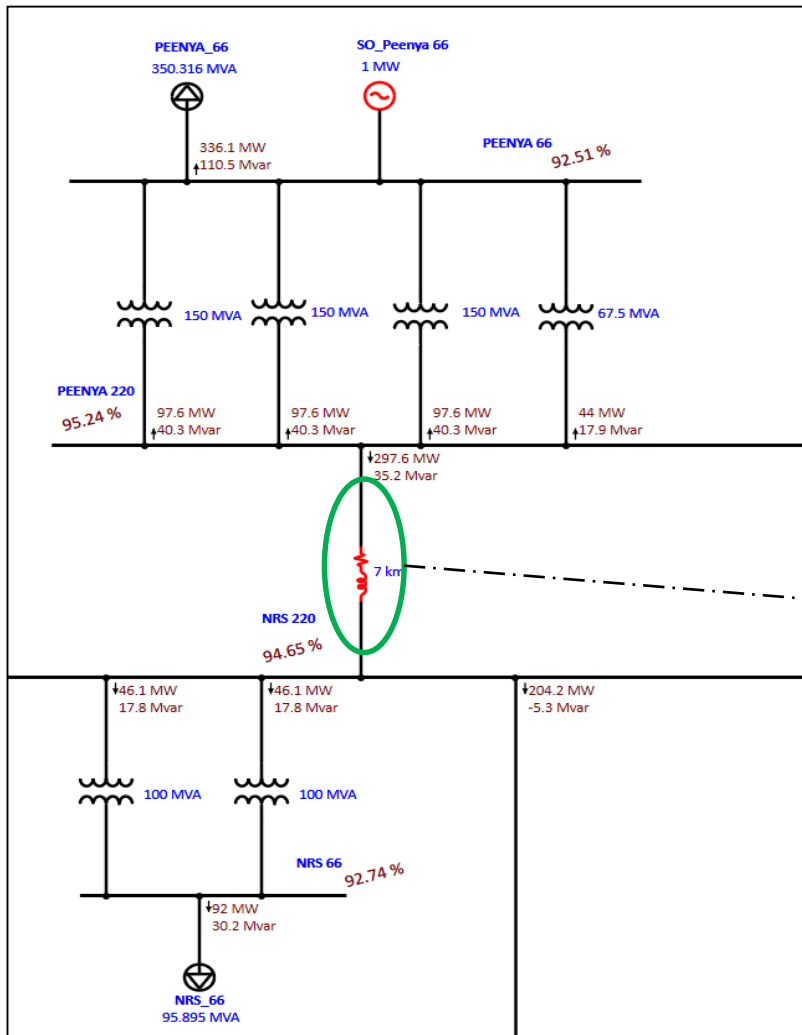 PEENYA_66
350.316 MVA
SO_Peenya 66
1 MW
336.1 MW
110.5 Mvar
PEENYA 66
92.51 %
150 MVA
150 MVA
150 MVA
67.5 MVA
PEENYA 220
95.24 %
97.6 MW
40.3 Mvar
97.6 MW
40.3 Mvar
97.6 MW
40.3 Mvar
44 MW
17.9 Mvar
297.6 MW
35.2 Mvar
7 km
NRS 220
94.65 %
46.1 MW
17.8 Mvar
46.1 MW
17.8 Mvar
204.2 MW
-5.3 Mvar
100 MVA
100 MVA
NRS 66
92.74 %
92 MW
30.2 Mvar
NRS_66
95.895 MVA